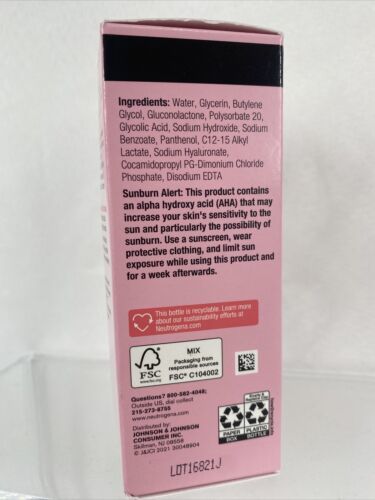 Ingredients: Water, Glycerin, Butylene
Glycol, Gluconolactone, Polysorbate 20,
Glycolic Acid, Sodium Hydroxide, Sodium
Benzoate, Panthenol, C12-15 Alkyl
Lactate, Sodium Hyaluronate,
Cocamidopropyl PG-Dimonium Chloride
Phosphate, Disodium EDTA
Sunburn Alert: This product contains
an alpha hydroxy acid (AHA) that may
increase your skin's sensitivity to the
sun and particularly the possibility of
sunburn. Use a sunscreen, wear
protective clothing, and limit sun
exposure while using this product and
for a week afterwards.
This bottle is recyclable. Learn more
about our sustainability efforts at
Neutrogena.com
FSC
www.fsc.org
MIX
Packaging from
responsible sources
FSC® C104002
Questions? 800-582-4048;
Outside US, dial collect
215-273-8755
www.neutrogena.com
Distributed by:
JOHNSON & JOHNSON
CONSUMER INC.
Skillman, NJ 08558
© J&JCI 2021 30048904
PAPER
BOX
PLASTIC
BOTTLE
LOT16821J